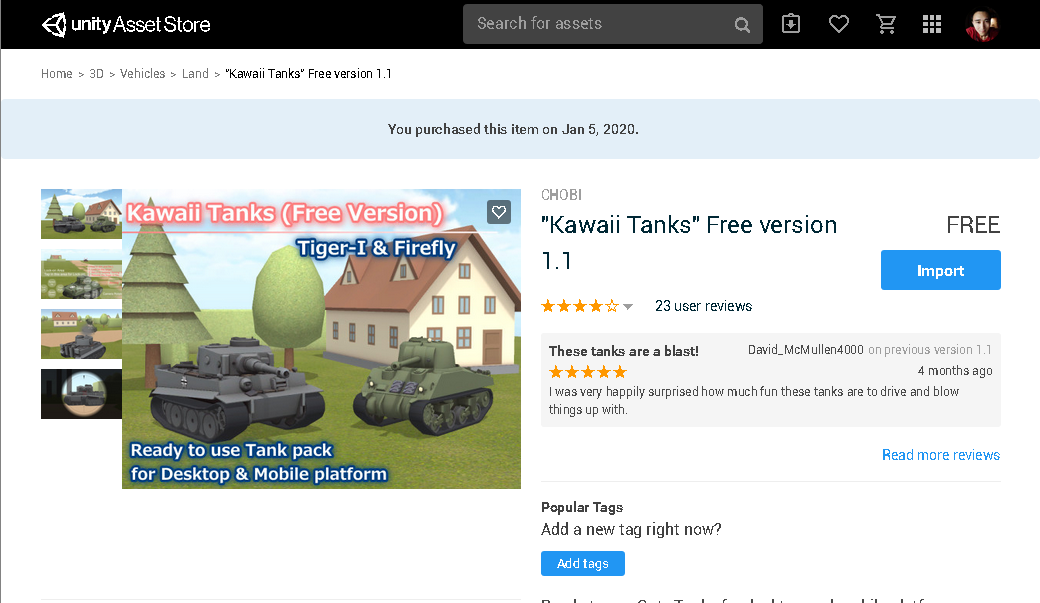 unity Asset Store
Search for assets
Home > 3D > Vehicles > Land > "Kawaii Tanks" Free version 1.1
You purchased this item on Jan 5, 2020.
Kawaii Tanks (Free Version)
Tiger-I & Firefly
Ready to use Tank pack
for Desktop & Mobile platform
CHOBI
"Kawaii Tanks" Free version
1.1
FREE
Import
23 user reviews
These tanks are a blast!
David_McMullen4000 on previous version 1.1
4 months ago
I was very happily surprised how much fun these tanks are to drive and blow
things up with.
Read more reviews
Popular Tags
Add a new tag right now?
Add tags